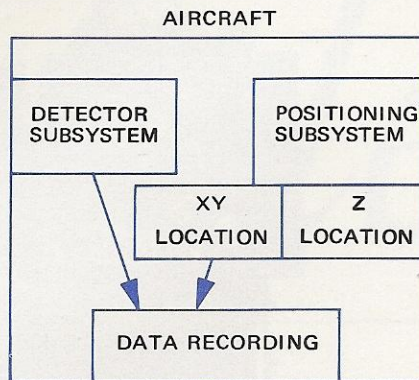 AIRCRAFT
DETECTOR
SUBSYSTEM
POSITIONING
SUBSYSTEM
XY
LOCATION
Z
LOCATION
DATA RECORDING